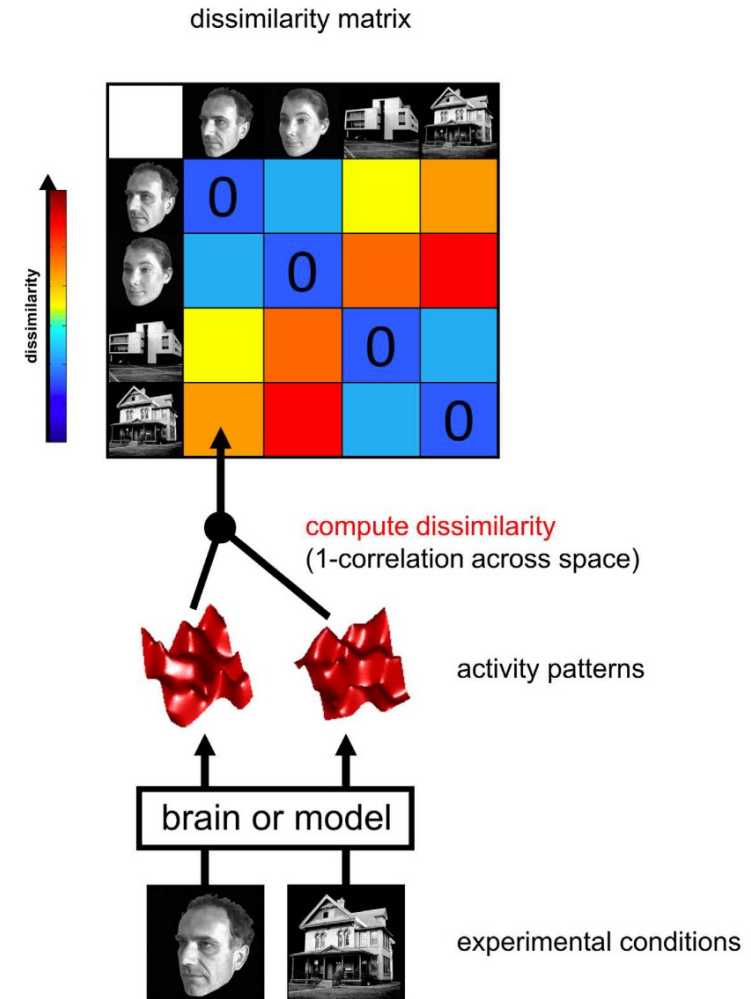 dissimilarity matrix
dissimilarity
0
0
0
0
compute dissimilarity
(1-correlation across space)
activity patterns
brain or model
experimental conditions